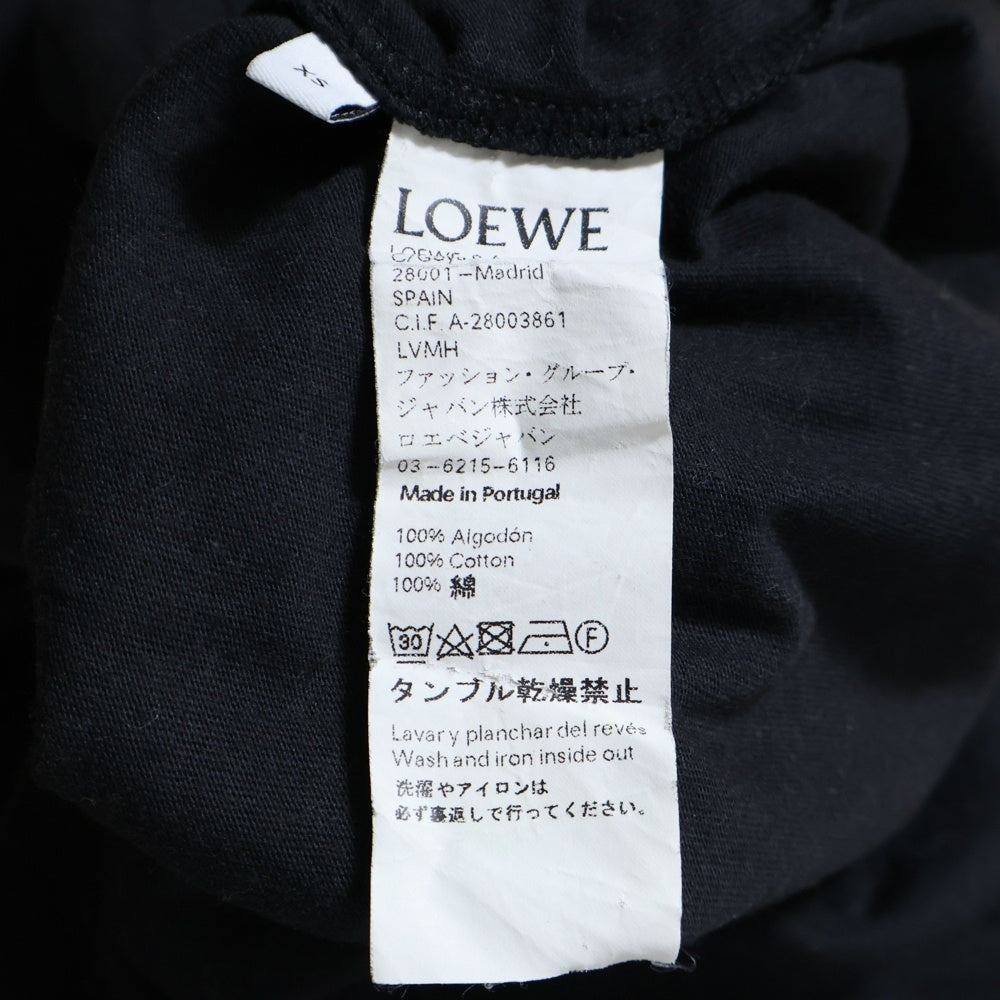 XS
LOEWE
28001-Madrid
SPAIN
C.I.F. A-28003861
LVMH
ファッション・グループ・
ジャパン株式会社
ロエベジャパン
03-6215-6116
Made in Portugal
100% Algodón
100% Cotton
100% 綿
30 F
タンブル乾燥禁止
Lavar y planchar del revés
Wash and iron inside out
洗濯やアイロンは
必ず裏返しで行ってください。